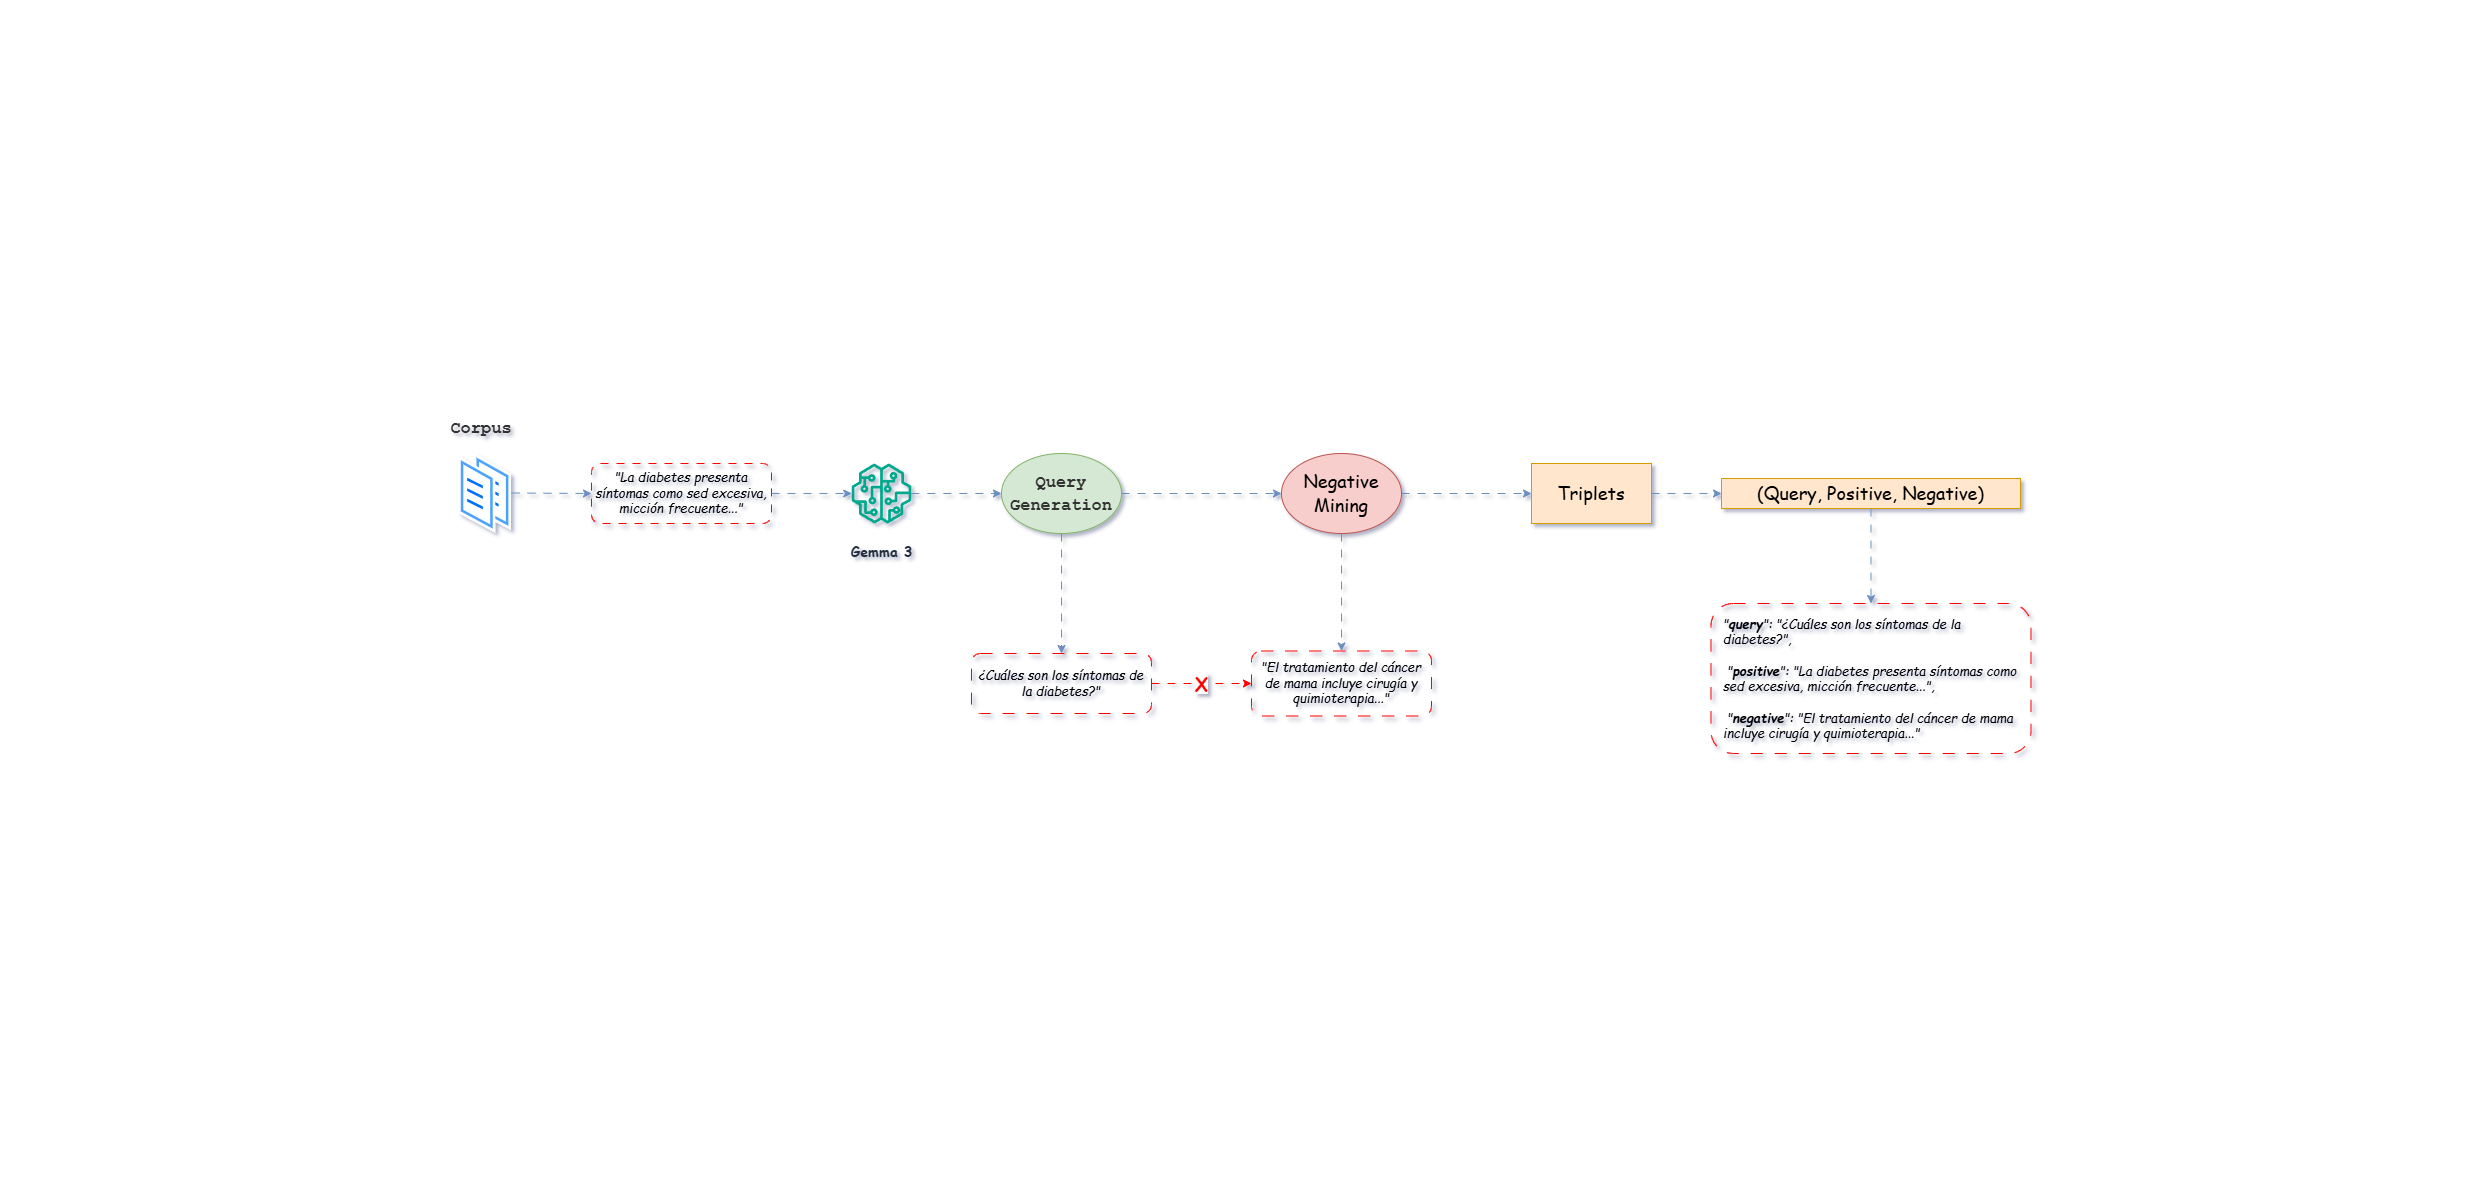 Corpus
"La diabetes presenta
síntomas como sed excesiva,
micción frecuente..."
Gemma 3
Query
Generation
Negative
Mining
Triplets
(Query, Positive, Negative)
¿Cuáles son los síntomas de
la diabetes?"
X
"El tratamiento del cáncer
de mama incluye cirugía y
quimioterapia..."
"query": "¿Cuáles son los síntomas de la
diabetes?",
"positive": "La diabetes presenta síntomas como
sed excesiva, micción frecuente...",
"negative": "El tratamiento del cáncer de mama
incluye cirugía y quimioterapia..."